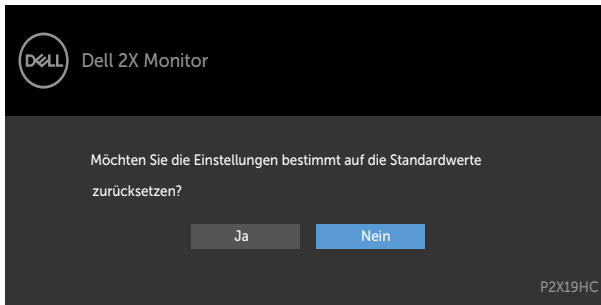 DELL Dell 2X Monitor
Möchten Sie die Einstellungen bestimmt auf die Standardwerte
zurücksetzen?
Ja Nein
P2X19HC